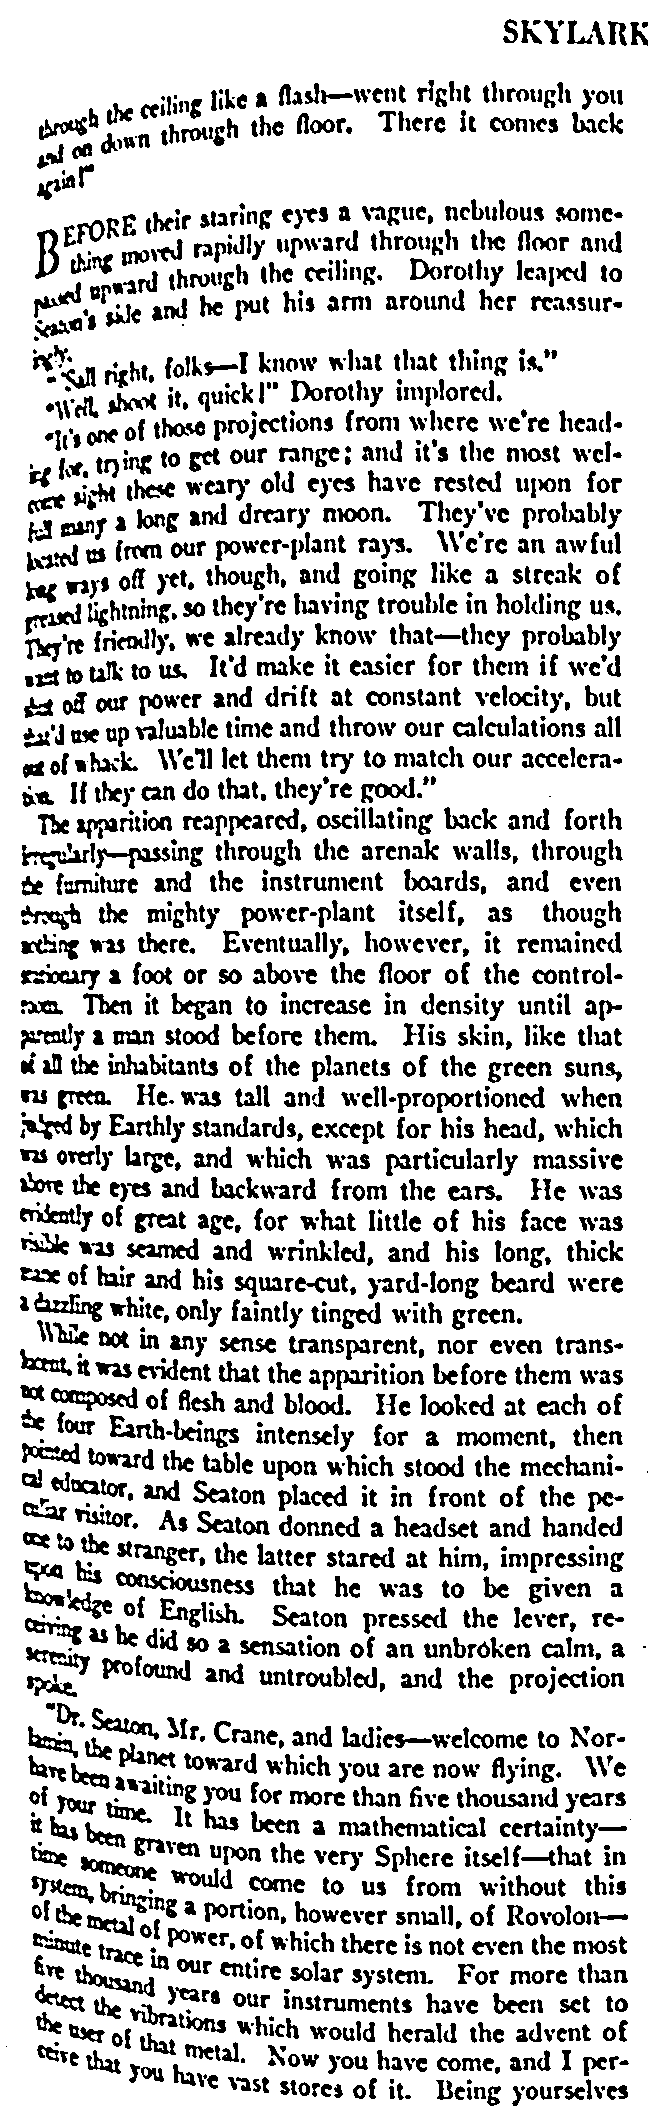 SKYLARK
through the ceiling like a flash—went right through you
and on down through the floor. There it comes back
again!"
BEFORE their staring eyes a vague, nebulous some-
thing moved rapidly upward through the floor and
passed upward through the ceiling. Dorothy leaped to
Seaton's side and he put his arm around her reassur-
ingly.
"'Sall right, folks—I know what that thing is."
"Well, shoot it, quick!" Dorothy implored.
"It's one of those projections from where we're head-
ing for, trying to get our range; and it's the most wel-
come sight these weary old eyes have rested upon for
full many a long and dreary moon. They've probably
located us from our power-plant rays. We're an awful
long ways off yet, though, and going like a streak of
greased lightning, so they're having trouble in holding us.
They're friendly, we already know that—they probably
want to talk to us. It'd make it easier for them if we'd
shut off our power and drift at constant velocity, but
that'd use up valuable time and throw our calculations all
out of whack. We'll let them try to match our accelera-
tion. If they can do that, they're good."
The apparition reappeared, oscillating back and forth
irregularly—passing through the arenak walls, through
the furniture and the instrument boards, and even
through the mighty power-plant itself, as though
nothing was there. Eventually, however, it remained
stationary a foot or so above the floor of the control-
room. Then it began to increase in density until ap-
parently a man stood before them. His skin, like that
of all the inhabitants of the planets of the green suns,
was green. He was tall and well-proportioned when
judged by Earthly standards, except for his head, which
was overly large, and which was particularly massive
above the eyes and backward from the ears. He was
evidently of great age, for what little of his face was
visible was seamed and wrinkled, and his long, thick
mane of hair and his square-cut, yard-long beard were
a dazzling white, only faintly tinged with green.
While not in any sense transparent, nor even trans-
lucent, it was evident that the apparition before them was
not composed of flesh and blood. He looked at each of
the four Earth-beings intensely for a moment, then
pointed toward the table upon which stood the mechani-
cal educator, and Seaton placed it in front of the pe-
culiar visitor. As Seaton donned a headset and handed
one to the stranger, the latter stared at him, impressing
upon his consciousness that he was to be given a
knowledge of English. Seaton pressed the lever, re-
ceiving as he did so a sensation of an unbroken calm, a
serenity profound and untroubled, and the projection
spoke.
"Dr. Seaton, Mr. Crane, and ladies—welcome to Nor-
lamin, the planet toward which you are now flying. We
have been awaiting you for more than five thousand years
of your time. It has been a mathematical certainty—
it has been graven upon the very Sphere itself—that in
time someone would come to us from without this
system, bringing a portion, however small, of Rovolon—
of the metal of power, of which there is not even the most
minute trace in our entire solar system. For more than
five thousand years our instruments have been set to
detect the vibrations which would herald the advent of
the user of that metal. Now you have come, and I per-
ceive that you have vast stores of it. Being yourselves